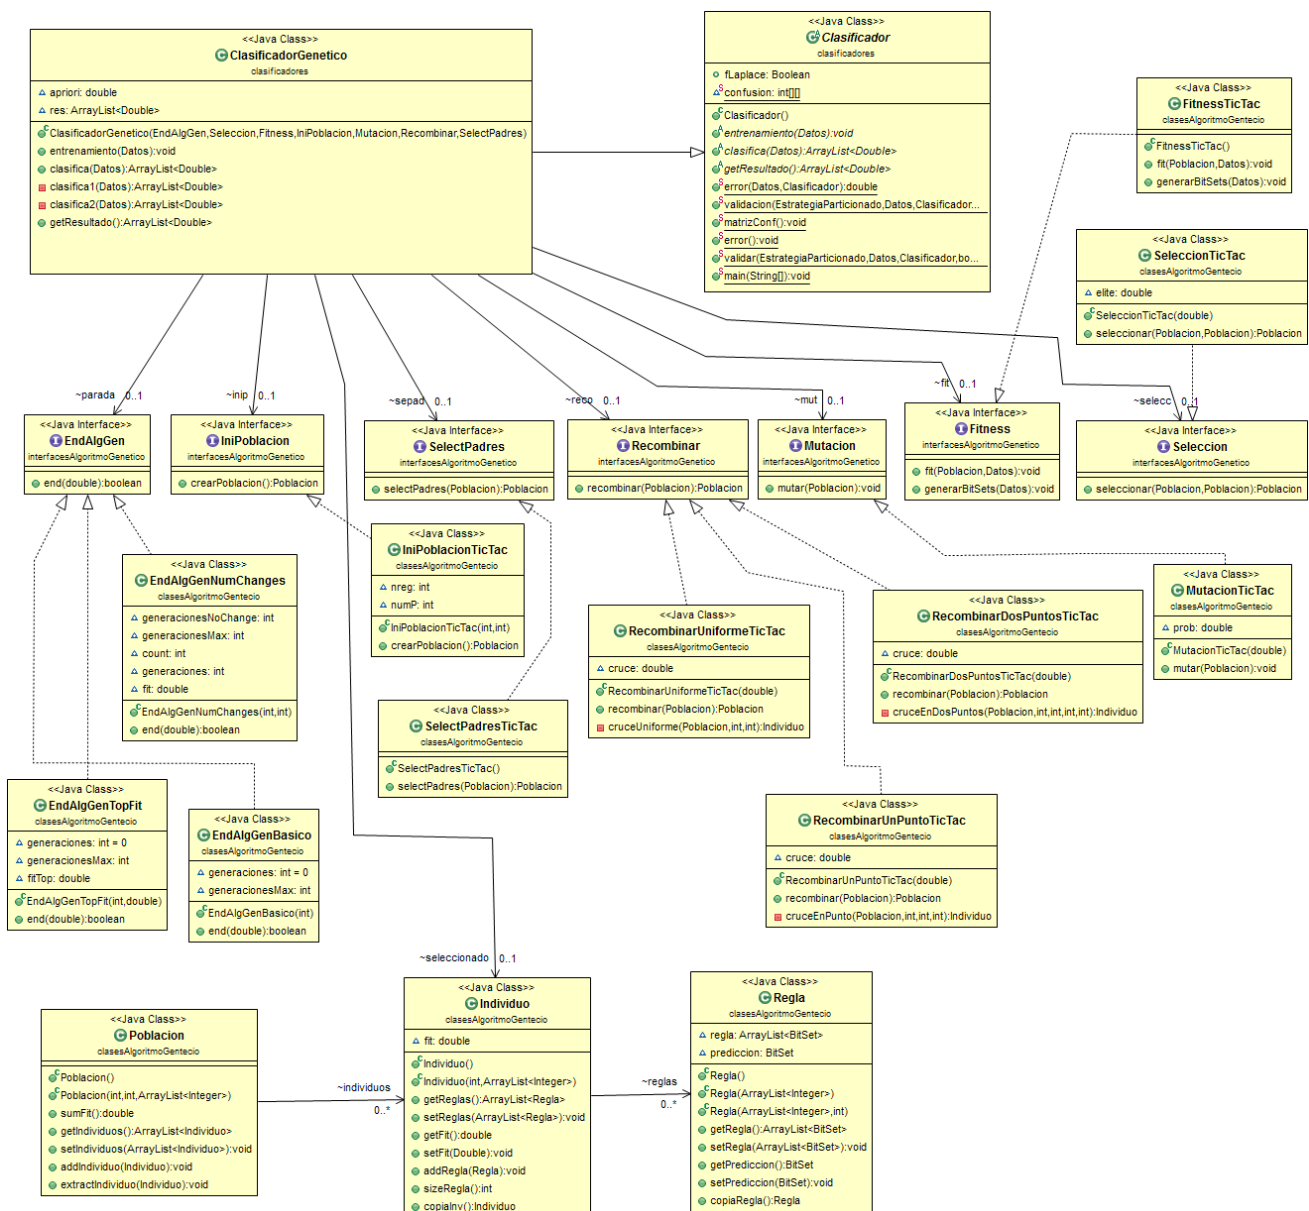 <<Java Class>>
ClasificadorGenetico
clasificadores
apriori: double
res: ArrayList<Double>
ClasificadorGenetico(EndAlgGen,Seleccion,Fitness,IniPoblacion,Mutacion,Recombinar,SelectPadres)
entrenamiento(Datos):void
clasifica(Datos):ArrayList<Double>
clasifica1(Datos):ArrayList<Double>
clasifica2(Datos):ArrayList<Double>
getResultado():ArrayList<Double>
<<Java Class>>
Clasificador
clasificadores
fLaplace: Boolean
confusion: int[][]
Clasificador()
entrenamiento(Datos):void
clasifica(Datos):ArrayList<Double>
getResultado():ArrayList<Double>
error(Datos,Clasificador):double
validacion(EstrategiaParticionado,Datos,Clasificador...
matrizConf():void
error():void
validar(EstrategiaParticionado,Datos,Clasificador,bo...
main(String[]):void
<<Java Class>>
FitnessTicTac
clasesAlgoritmoGentecio
FitnessTicTac()
fit(Poblacion,Datos):void
generarBitSets(Datos):void
<<Java Class>>
SeleccionTicTac
clasesAlgoritmoGentecio
elite: double
SeleccionTicTac(double)
seleccionar(Poblacion,Poblacion):Poblacion
~parada 0..1
~inip 0..1
~sepad 0..1
~reco 0..1
~mut 0..1
~fit 0..1
~selecc 0..1
<<Java Interface>>
EndAlgGen
interfacesAlgoritmoGenetico
end(double):boolean
<<Java Interface>>
IniPoblacion
interfacesAlgoritmoGenetico
crearPoblacion():Poblacion
<<Java Interface>>
SelectPadres
interfacesAlgoritmoGenetico
selectPadres(Poblacion):Poblacion
<<Java Interface>>
Recombinar
interfacesAlgoritmoGenetico
recombinar(Poblacion):Poblacion
<<Java Interface>>
Mutacion
interfacesAlgoritmoGenetico
mutar(Poblacion):void
<<Java Interface>>
Fitness
interfacesAlgoritmoGenetico
fit(Poblacion,Datos):void
generarBitSets(Datos):void
<<Java Interface>>
Seleccion
interfacesAlgoritmoGenetico
seleccionar(Poblacion,Poblacion):Poblacion
<<Java Class>>
EndAlgGenNumChanges
clasesAlgoritmoGentecio
generacionesNoChange: int
generacionesMax: int
count: int
generaciones: int
fit: double
EndAlgGenNumChanges(int,int)
end(double):boolean
<<Java Class>>
IniPoblacionTicTac
clasesAlgoritmoGentecio
nreg: int
numP: int
IniPoblacionTicTac(int,int)
crearPoblacion():Poblacion
<<Java Class>>
RecombinarUniformeTicTac
clasesAlgoritmoGentecio
cruce: double
RecombinarUniformeTicTac(double)
recombinar(Poblacion):Poblacion
cruceUniforme(Poblacion,int,int):Individuo
<<Java Class>>
RecombinarDosPuntosTicTac
clasesAlgoritmoGentecio
cruce: double
RecombinarDosPuntosTicTac(double)
recombinar(Poblacion):Poblacion
cruceEnDosPuntos(Poblacion,int,int,int,int):Individuo
<<Java Class>>
MutacionTicTac
clasesAlgoritmoGentecio
prob: double
MutacionTicTac(double)
mutar(Poblacion):void
<<Java Class>>
SelectPadresTicTac
clasesAlgoritmoGentecio
SelectPadresTicTac()
selectPadres(Poblacion):Poblacion
<<Java Class>>
EndAlgGenTopFit
clasesAlgoritmoGentecio
generaciones: int = 0
generacionesMax: int
fitTop: double
EndAlgGenTopFit(int,double)
end(double):boolean
<<Java Class>>
EndAlgGenBasico
clasesAlgoritmoGentecio
generaciones: int = 0
generacionesMax: int
EndAlgGenBasico(int)
end(double):boolean
<<Java Class>>
RecombinarUnPuntoTicTac
clasesAlgoritmoGentecio
cruce: double
RecombinarUnPuntoTicTac(double)
recombinar(Poblacion):Poblacion
cruceEnPunto(Poblacion,int,int,int):Individuo
~seleccionado 0..1
<<Java Class>>
Poblacion
clasesAlgoritmoGentecio
Poblacion()
Poblacion(int,int,ArrayList<Integer>)
sumFit():double
getIndividuos():ArrayList<Individuo>
setIndividuos(ArrayList<Individuo>):void
addIndividuo(Individuo):void
extractIndividuo(Individuo):void
~individuos
0..*
<<Java Class>>
Individuo
clasesAlgoritmoGentecio
fit: double
Individuo()
Individuo(int,ArrayList<Integer>)
getReglas():ArrayList<Regla>
setReglas(ArrayList<Regla>):void
getFit():double
setFit(Double):void
addRegla(Regla):void
sizeRegla():int
copiaInv():Individuo
~reglas
0..*
<<Java Class>>
Regla
clasesAlgoritmoGentecio
regla: ArrayList<BitSet>
prediccion: BitSet
Regla()
Regla(ArrayList<Integer>)
Regla(ArrayList<Integer>,int)
getRegla():ArrayList<BitSet>
setRegla(ArrayList<BitSet>):void
getPrediccion():BitSet
setPrediccion(BitSet):void
copiaRegla():Regla